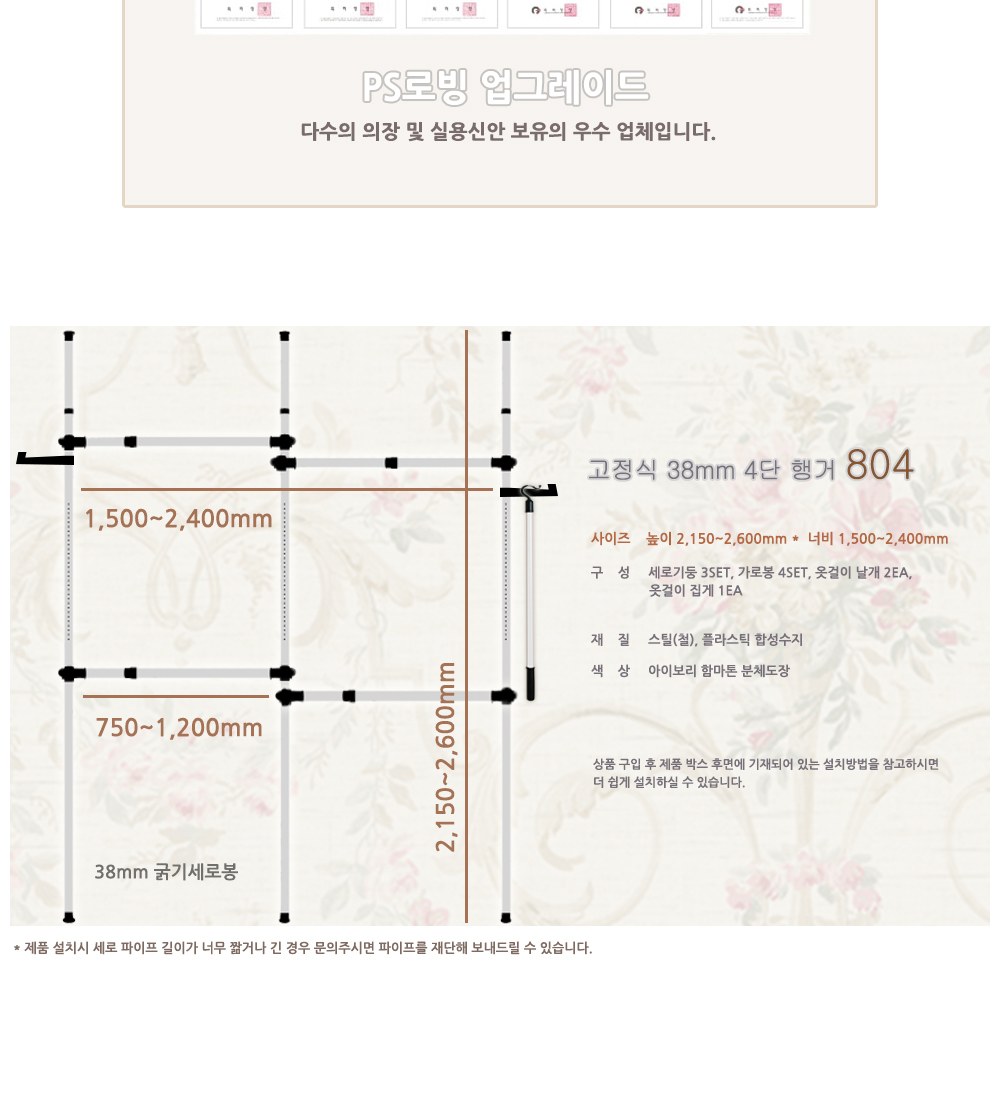 PS로빙 업그레이드
다수의 의장 및 실용신안 보유의 우수 업체입니다.
1,500~2,400mm
750~1,200mm
2,150~2,600mm
38mm 굵기세로봉
고정식 38mm 4단 행거 804
사이즈 높이 2,150~2,600mm * 너비 1,500~2,400mm
구 성 세로기둥 3SET, 가로봉 4SET, 옷걸이 날개 2EA,
옷걸이 집게 1EA
재 질 스틸(철), 플라스틱 합성수지
색 상 아이보리 함마톤 분체도장
상품 구입 후 제품 박스 후면에 기재되어 있는 설치방법을 참고하시면
더 쉽게 설치하실 수 있습니다.
* 제품 설치시 세로 파이프 길이가 너무 짧거나 긴 경우 문의주시면 파이프를 재단해 보내드릴 수 있습니다.